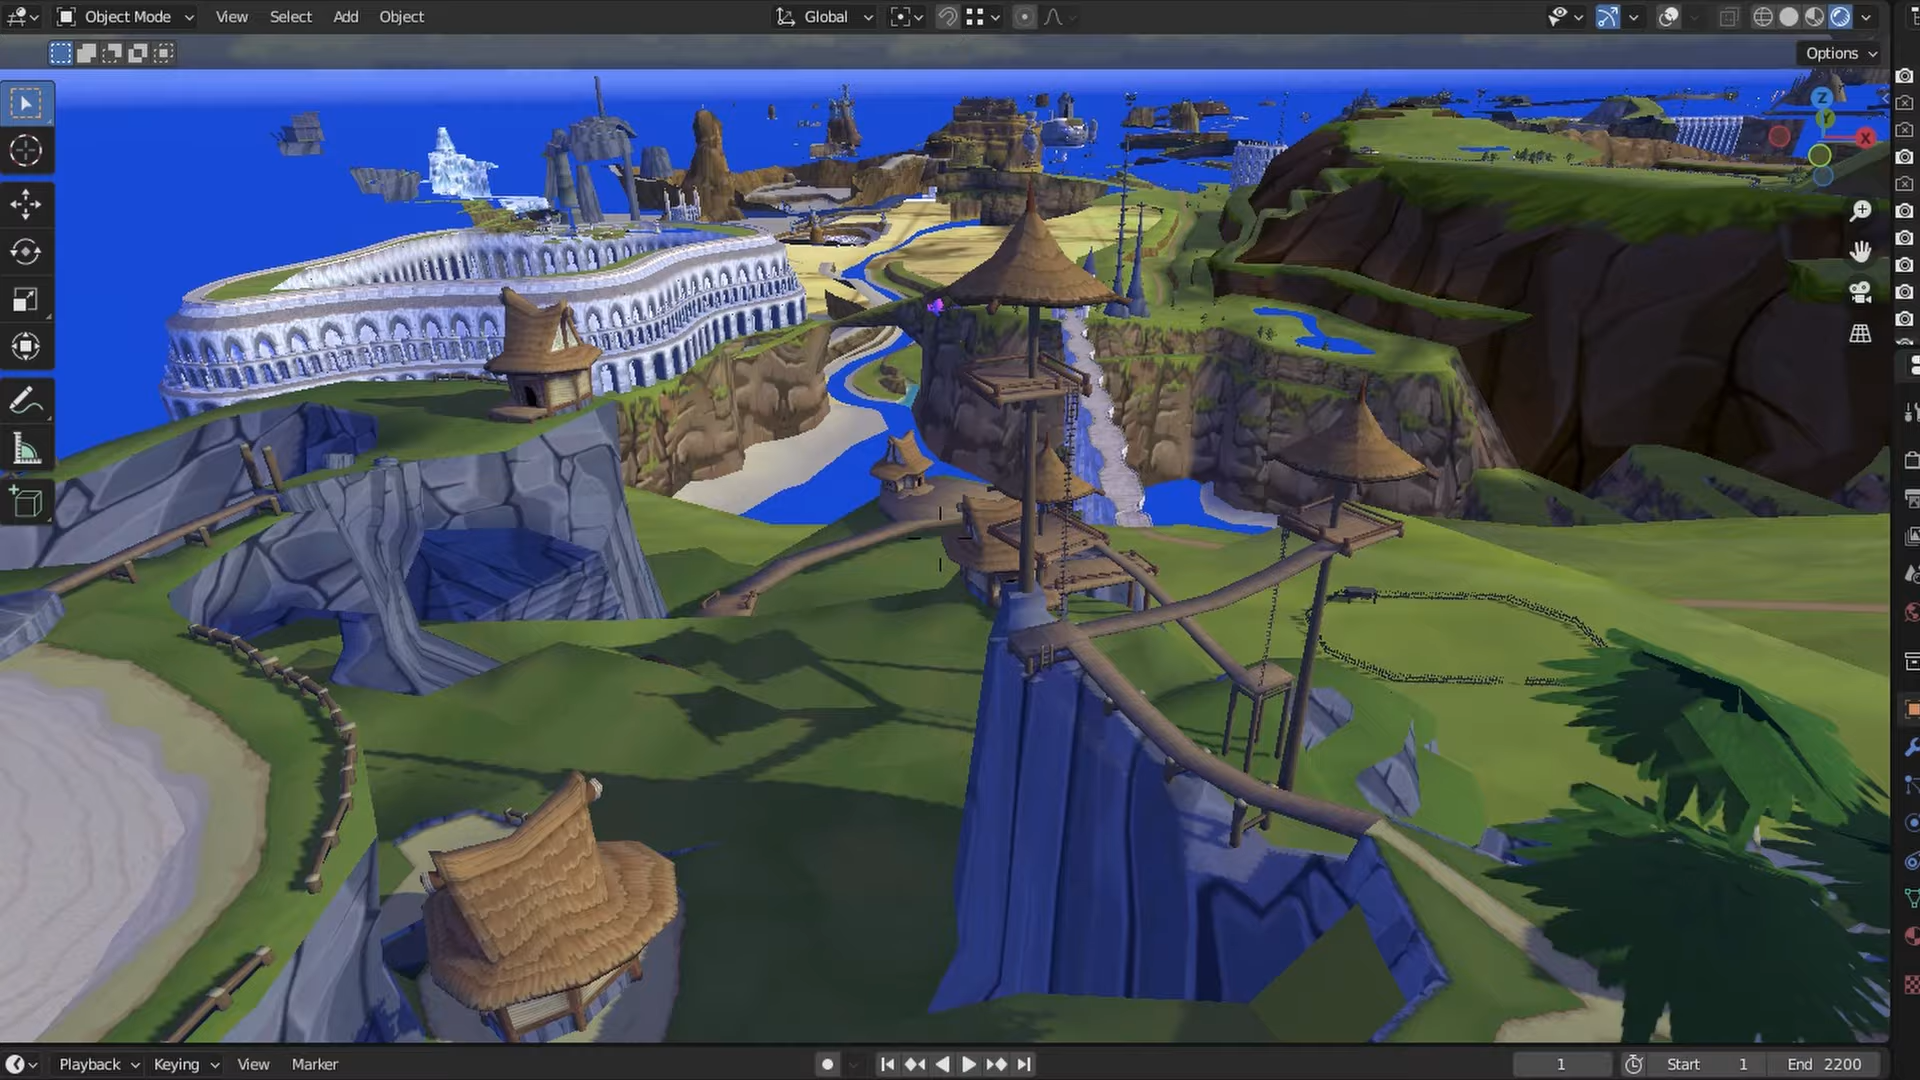 Object Mode View Select Add Object Global
Options
Z
Y
X
Playback Keying View Marker 1 Start 1 End 2200